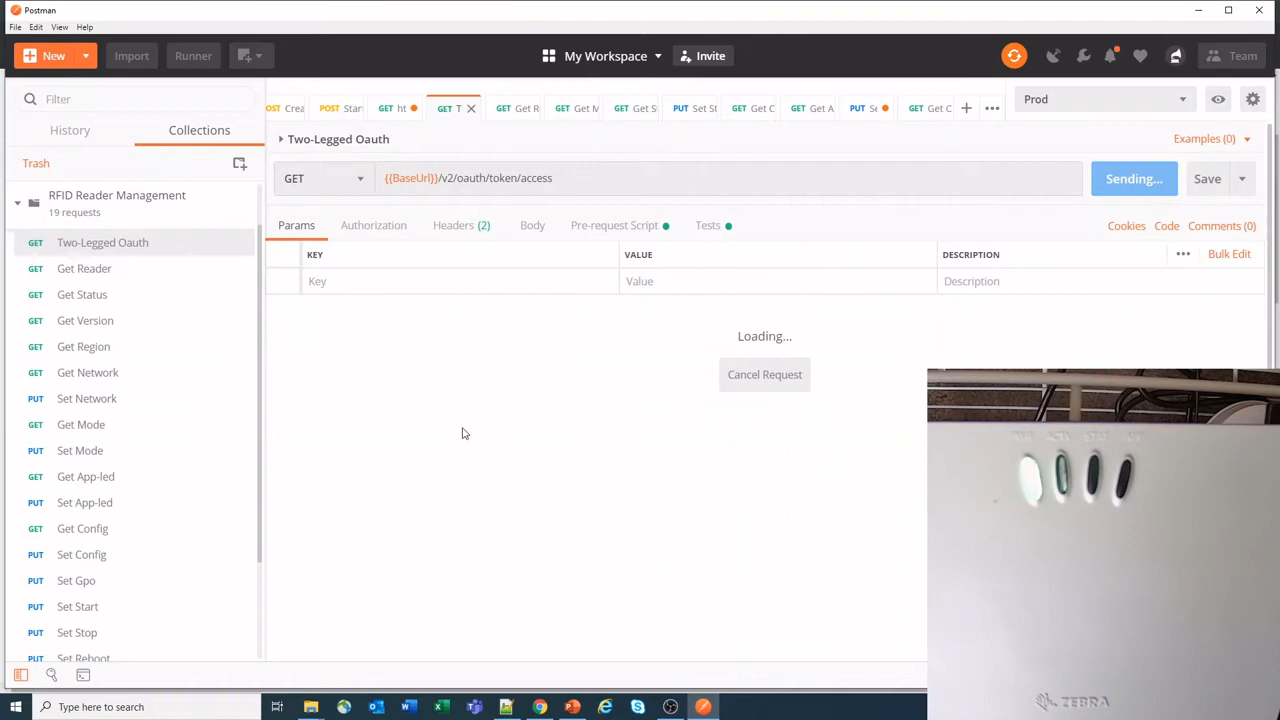 Postman
File Edit View Help
New Import Runner My Workspace Invite Team
Filter
History Collections
Trash
RFID Reader Management
19 requests
GET Two-Legged Oauth
GET Get Reader
GET Get Status
GET Get Version
GET Get Region
GET Get Network
PUT Set Network
GET Get Mode
PUT Set Mode
GET Get App-led
PUT Set App-led
GET Get Config
PUT Set Config
PUT Set Gpo
PUT Set Start
PUT Set Stop
Set Reboot
OST Crea POST Star GET ht GET T GET Get R GET Get M GET Get S PUT Set St GET Get C GET Get A PUT Se GET Get C
Prod
Two-Legged Oauth Examples (0)
GET {{BaseUrl}}/v2/oauth/token/access Sending... Save
Params Authorization Headers (2) Body Pre-request Script Tests Cookies Code Comments (0)
KEY VALUE DESCRIPTION Bulk Edit
Key Value Description
Loading...
Cancel Request
ZEBRA
Type here to search